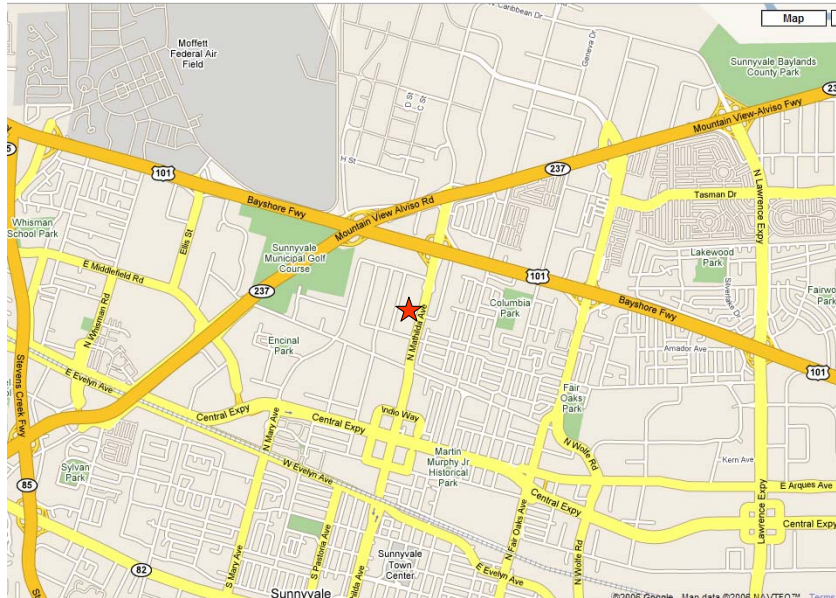 N Caribbean Dr
Map
Moffett
Federal Air
Field
Geneva Dr
Sunnyvale Baylands
County Park
D St
C St
Mountain View-Alviso Fwy
101
H St
237
Bayshore Fwy
Mountain View Alviso Rd
Tasman Dr
N Lawrence Expy
Whisman
School Park
Ellis St
Sunnyvale
Municipal Golf
Course
E Middlefield Rd
237
101
Lakewood
Park
N Whisman Rd
Columbia
Park
Bayshore Fwy
Silverlake Dr
N Mathilda Ave
Encinal
Park
Amador Ave
101
Stevens Creek Fwy
E Evelyn Ave
Fair
Oaks
Park
Central Expy
Indio Way
Central Expy
N Mary Ave
N Wolfe Rd
Martin
Murphy Jr
Historical
Park
Kern Ave
Sylvan
Park
W Evelyn Ave
85
Central Expy
E Arques Ave
Lawrence Expy
Central Expy
N Fair Oaks Ave
82
S Mary Ave
S Pastoria Ave
Sunnyvale
Town
Center
E Evelyn Ave
N Wolfe Rd
Sunnyvale
©2006 Google - Map data ©2006 NAVTEQ™ Terms